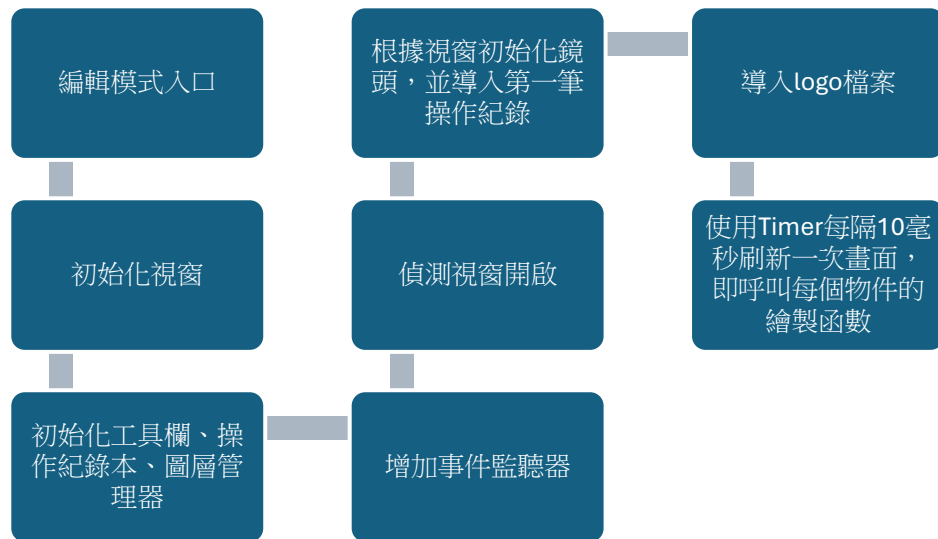 編輯模式入口
初始化視窗
初始化工具欄、操
作紀錄本、圖層管
理器
增加事件監聽器
偵測視窗開啟
根據視窗初始化鏡
頭，並導入第一筆
操作紀錄
導入logo檔案
使用Timer每隔10毫
秒刷新一次畫面，
即呼叫每個物件的
繪製函數